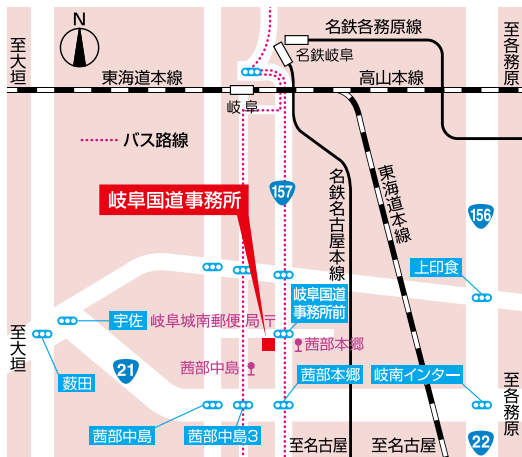 N
名鉄各務原線
至大垣
至各務原
名鉄岐阜
東海道本線
高山本線
岐阜
バス路線
東海道本線
名鉄名古屋本線
岐阜国道事務所
157
156
上印食
岐阜国道
事務所前
宇佐
岐阜城南郵便局〒
至大垣
茜部本郷
薮田
21
茜部中島
茜部本郷
岐南インター
至各務原
茜部中島
茜部中島3
至名古屋
至名古屋
22